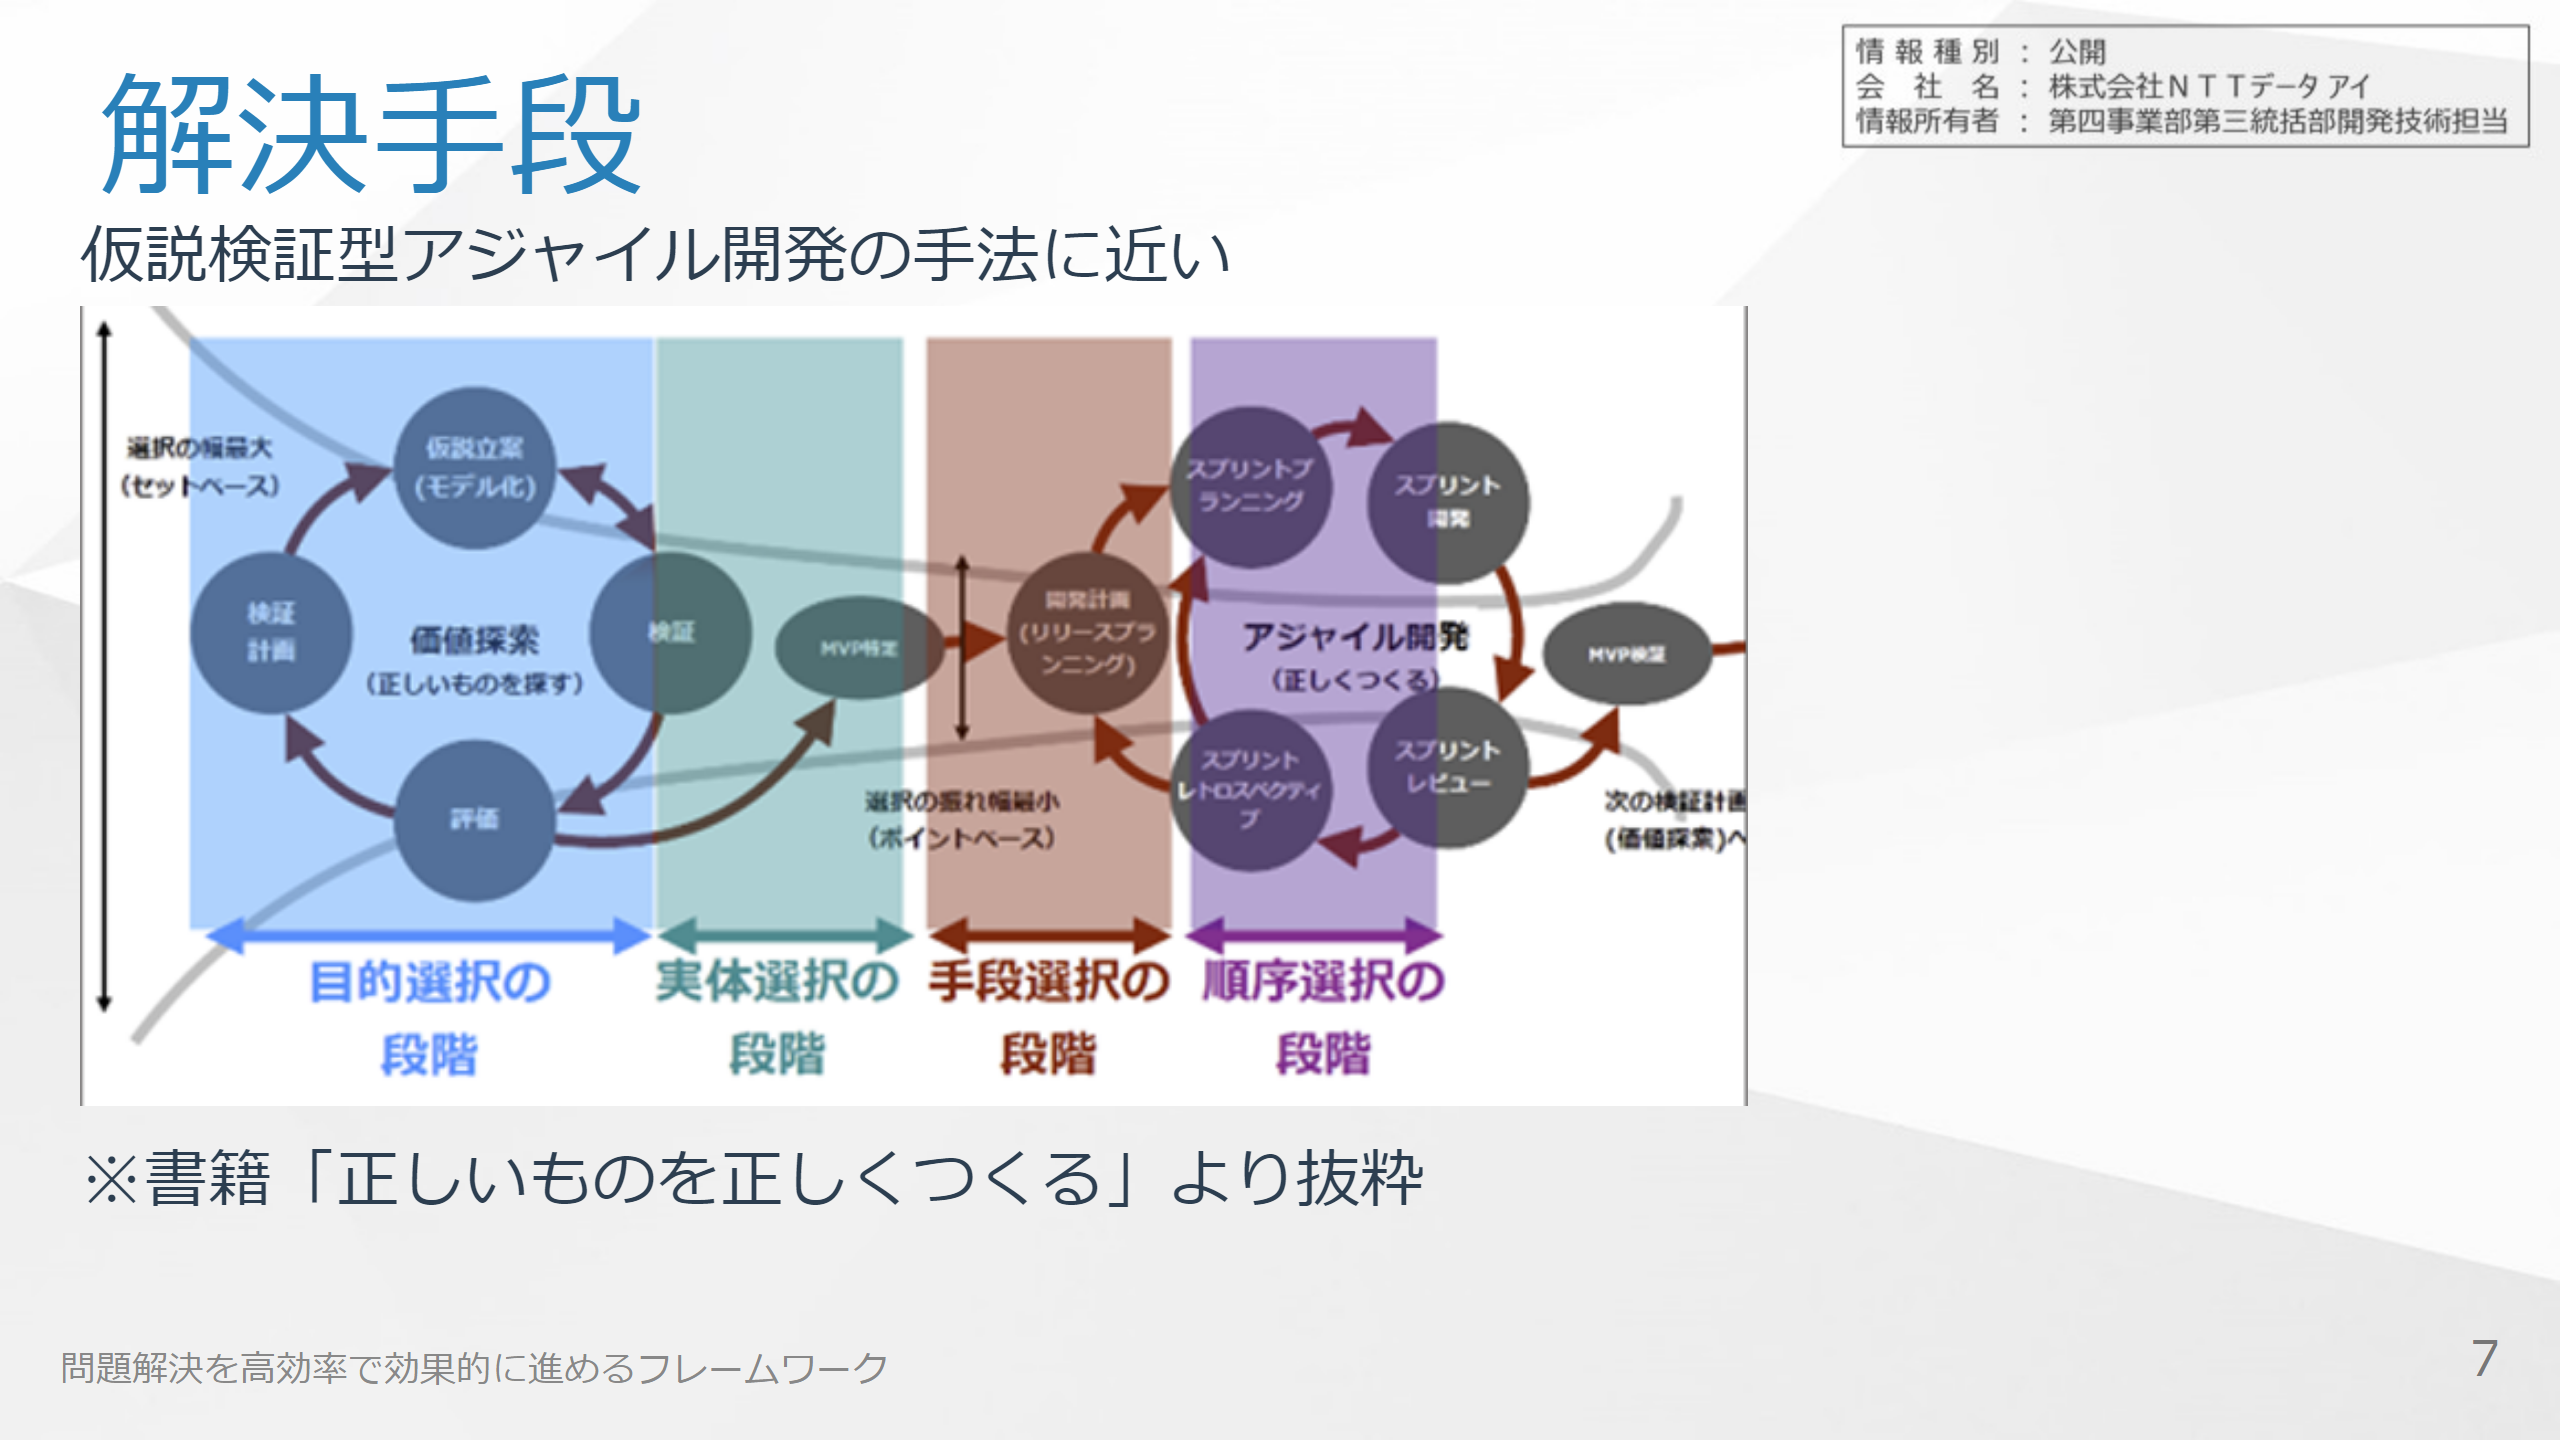 解決手段
情報種別 : 公開
会社名 : 株式会社ＮＴＴデータ アイ
情報所有者 : 第四事業部第三統括部開発技術担当
仮説検証型アジャイル開発の手法に近い
選択の幅最大
（セットベース）
仮説立案
(モデル化)
検証
計画
価値探索
（正しいものを探す）
検証
評価
MVP特定
選択の振れ幅最小
（ポイントベース）
開発計画
(リリースプラ
ンニング)
スプリントプ
ランニング
スプリント
開発
アジャイル開発
（正しくつくる）
スプリント
レトロスペクティ
ブ
スプリント
レビュー
MVP検証
次の検証計画
(価値探索)へ
目的選択の
段階
実体選択の
段階
手段選択の
段階
順序選択の
段階
※書籍「正しいものを正しくつくる」より抜粋
問題解決を高効率で効果的に進めるフレームワーク
7